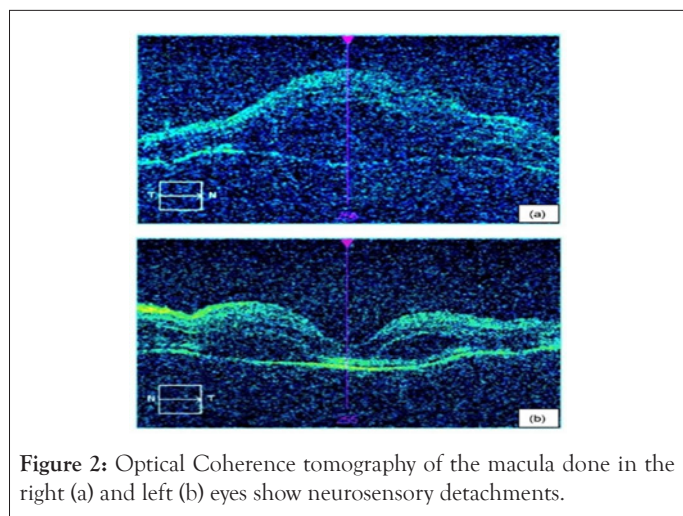 T N
(a)
N T
(b)
Figure 2: Optical Coherence tomography of the macula done in the
right (a) and left (b) eyes show neurosensory detachments.